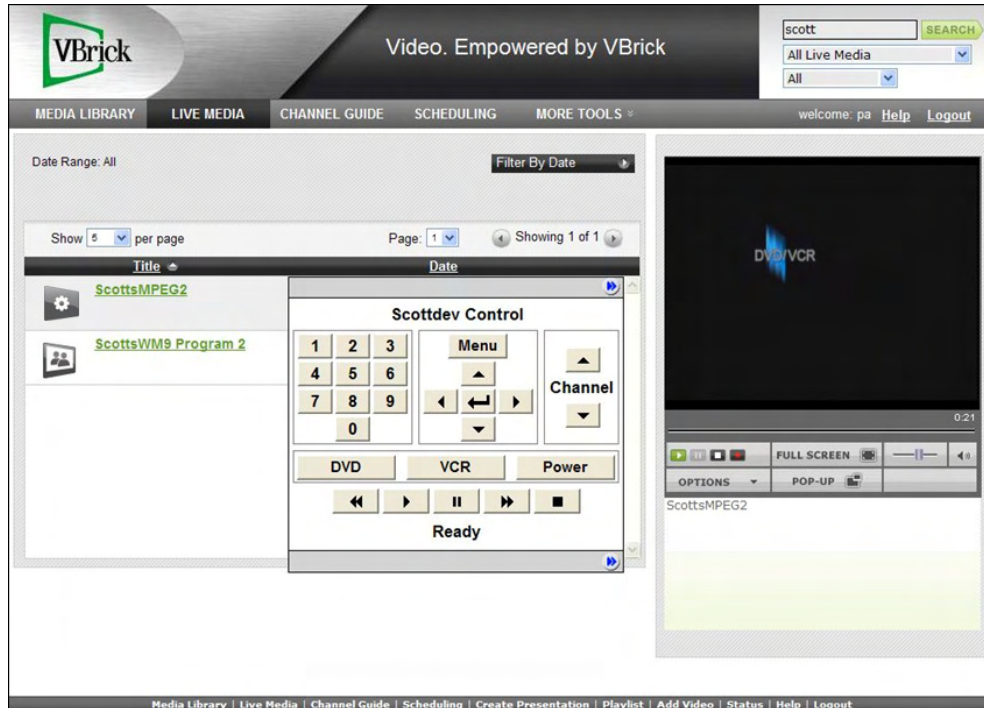 VBrick
Video. Empowered by VBrick
scott
SEARCH
All Live Media
All
MEDIA LIBRARY LIVE MEDIA CHANNEL GUIDE SCHEDULING MORE TOOLS welcome: pa Help Logout
Date Range: All
Filter By Date
Show 5 per page Page: 1 Showing 1 of 1
Title Date
ScottsMPEG2
ScottsWM9 Program 2
Scottdev Control
1 2 3 Menu
4 5 6
Channel
7 8 9
0
DVD VCR Power
Ready
DVD/VCR
0:21
FULL SCREEN
OPTIONS POP-UP
ScottsMPEG2
Media Library | Live Media | Channel Guide | Scheduling | Create Presentation | Playlist | Add Video | Status | Help | Logout